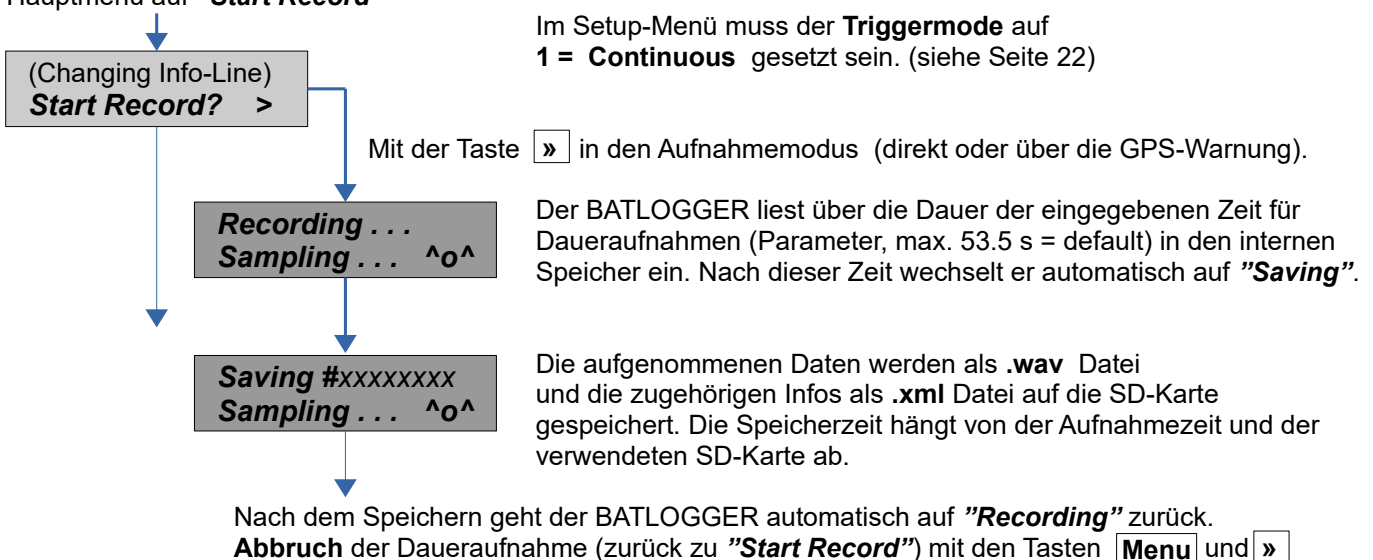 Hauptmenü auf "Start Record"
Im Setup-Menü muss der Triggermode auf
1 = Continuous gesetzt sein. (siehe Seite 22)
(Changing Info-Line)
Start Record? >
Mit der Taste » in den Aufnahmemodus (direkt oder über die GPS-Warnung).
Recording . . .
Sampling . . . ^o^
Der BATLOGGER liest über die Dauer der eingegebenen Zeit für
Daueraufnahmen (Parameter, max. 53.5 s = default) in den internen
Speicher ein. Nach dieser Zeit wechselt er automatisch auf ”Saving”.
Saving #xxxxxxxx
Sampling . . . ^o^
Die aufgenommenen Daten werden als .wav Datei
und die zugehörigen Infos als .xml Datei auf die SD-Karte
gespeichert. Die Speicherzeit hängt von der Aufnahmezeit und der
verwendeten SD-Karte ab.
Nach dem Speichern geht der BATLOGGER automatisch auf ”Recording” zurück.
Abbruch der Daueraufnahme (zurück zu ”Start Record”) mit den Tasten Menu und »